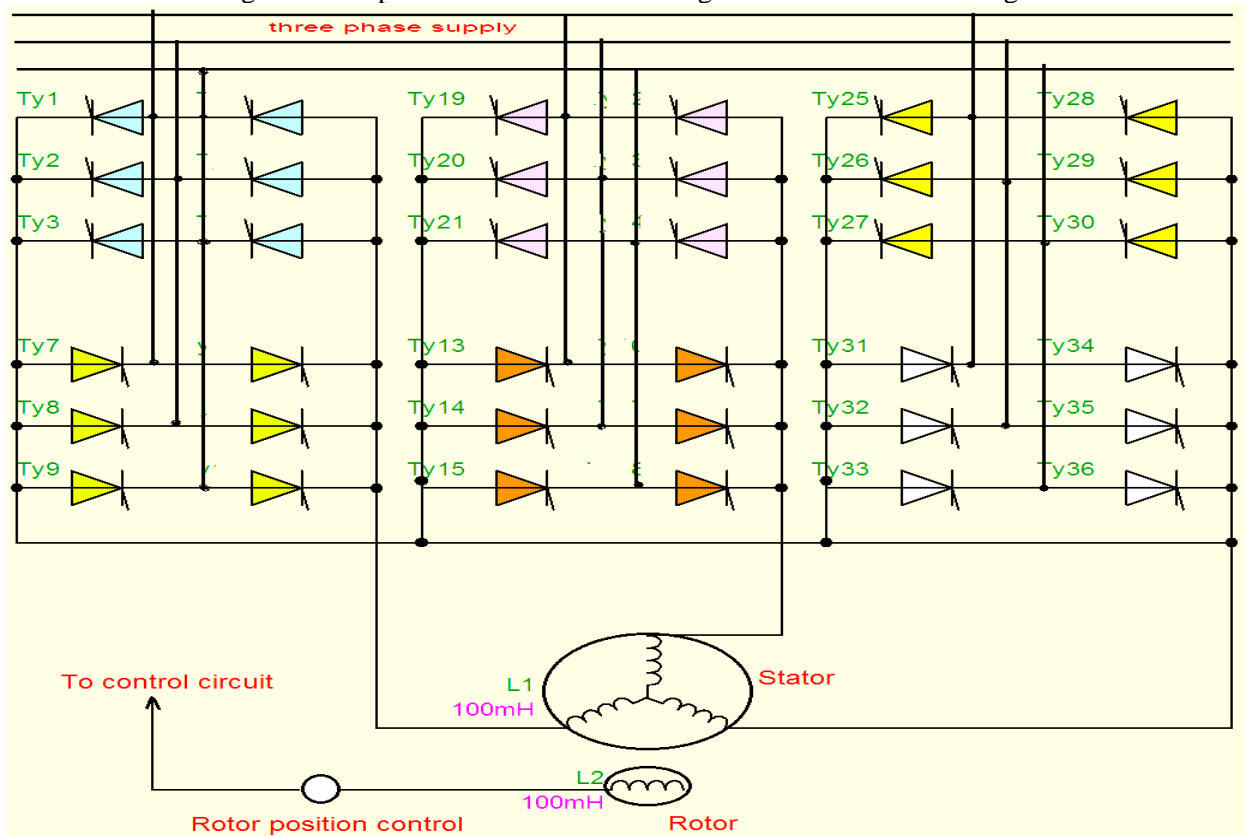 three phase supply
Ty1 Ty19 Ty25 Ty28
Ty2 Ty20 Ty26 Ty29
Ty3 Ty21 Ty27 Ty30
Ty7 Ty13 Ty31 Ty34
Ty8 Ty14 Ty32 Ty35
Ty9 Ty15 Ty33 Ty36
To control circuit
L1
100mH
Stator
L2
100mH
Rotor position control
Rotor